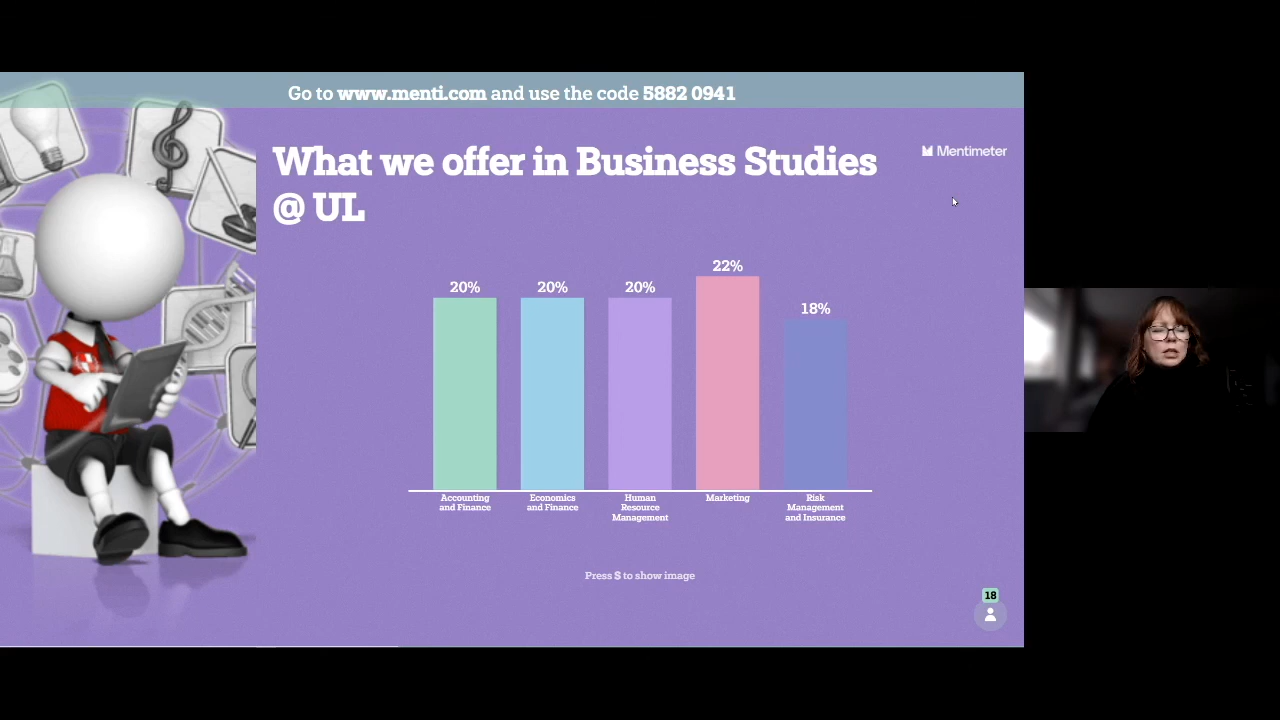 Go to www.menti.com and use the code 5882 0941
What we offer in Business Studies
@ UL
Mentimeter
20%
20%
20%
22%
18%
Accounting
and Finance
Economics
and Finance
Human
Resource
Management
Marketing
Risk
Management
and Insurance
Press S to show image
18